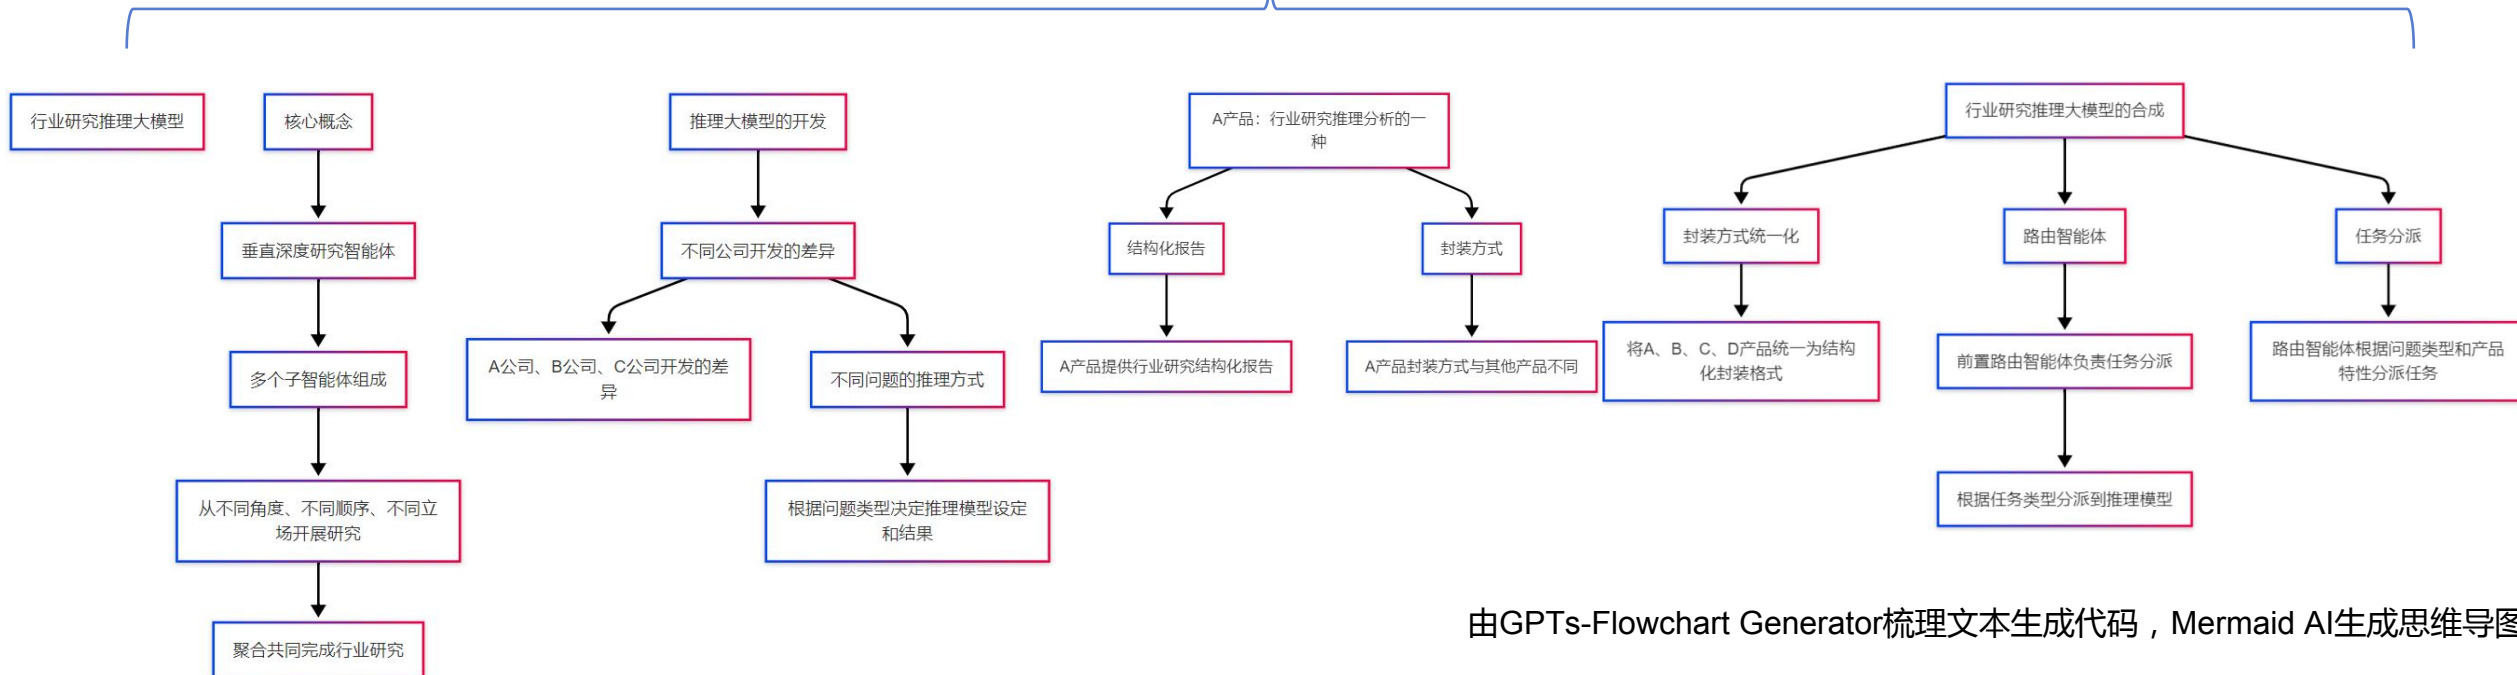 行业研究推理大模型
核心概念
推理大模型的开发
A产品：行业研究推理分析的一
种
行业研究推理大模型的合成
垂直深度研究智能体
不同公司开发的差异
结构化报告
封装方式
封装方式统一化
路由智能体
任务分派
多个子智能体组成
A公司、B公司、C公司开发的差
异
不同问题的推理方式
A产品提供行业研究结构化报告
A产品封装方式与其他产品不同
将A、B、C、D产品统一为结构
化封装格式
前置路由智能体负责任务分派
路由智能体根据问题类型和产品
特性分派任务
从不同角度、不同顺序、不同立
场开展研究
根据问题类型决定推理模型设定
和结果
根据任务类型分派到推理模型
聚合共同完成行业研究
由GPTs-Flowchart Generator梳理文本生成代码，Mermaid AI生成思维导图